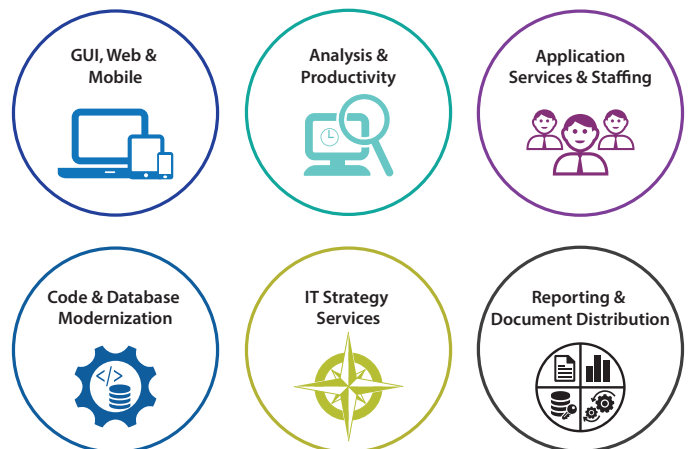 GUI, Web &
Mobile
Analysis &
Productivity
Application
Services & Staffing
Code & Database
Modernization
</>
IT Strategy
Services
Reporting &
Document Distribution